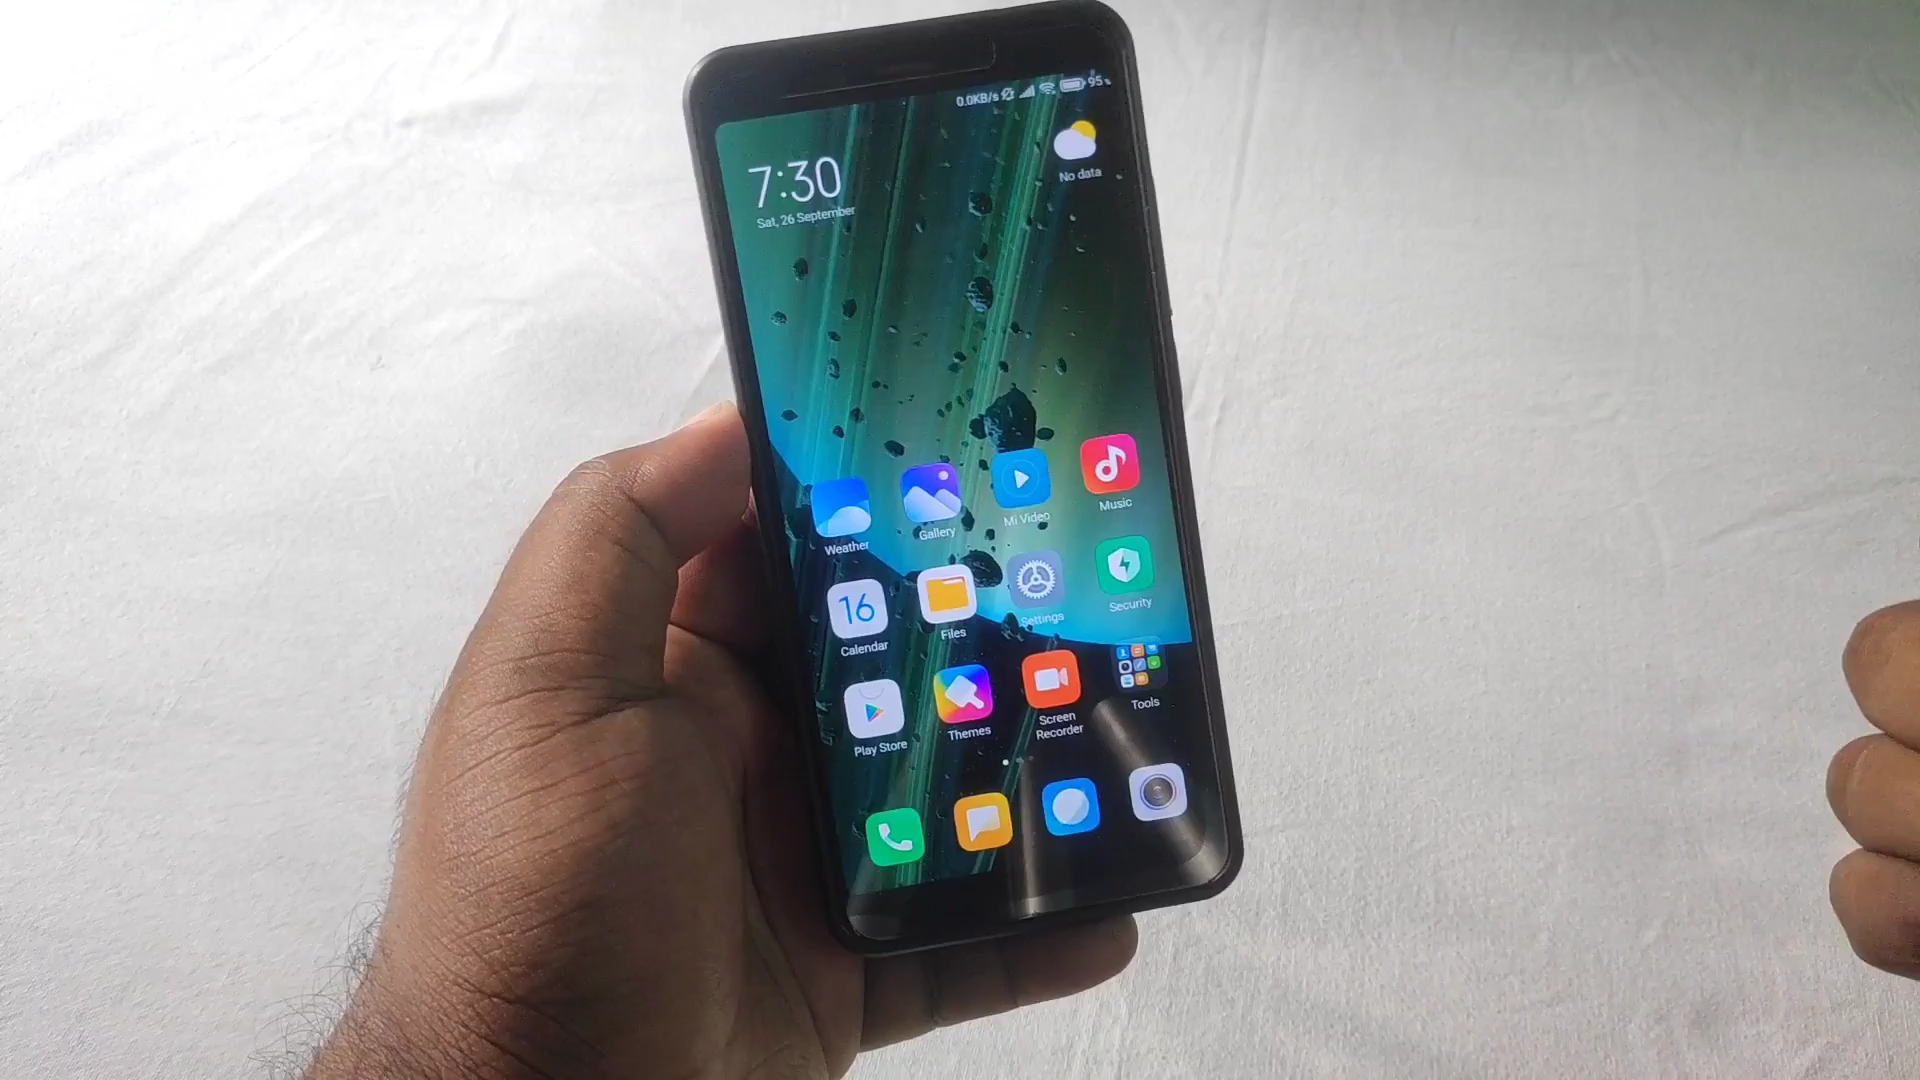 0.0KB/s 95%
7:30
Sat, 26 September
No data
Weather Gallery Mi Video Music
16
Calendar Files Settings Security
Play Store Themes Screen Recorder Tools